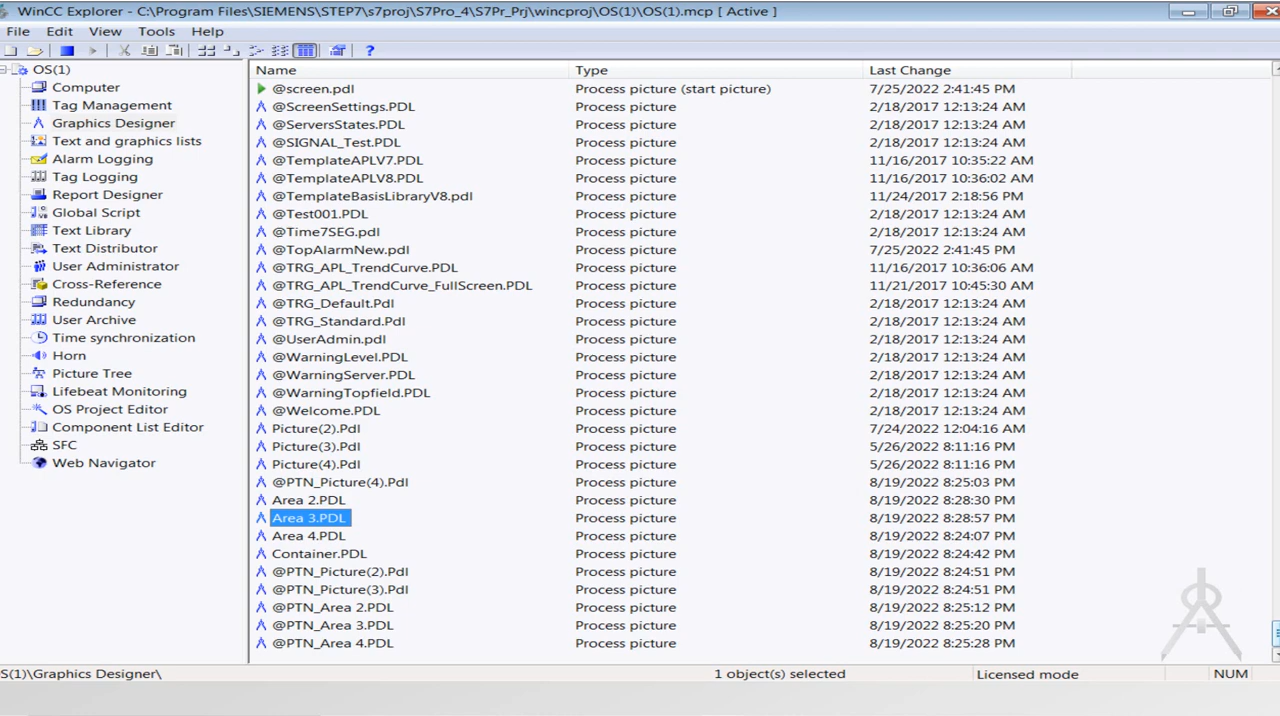 WinCC Explorer - C:\Program Files\SIEMENS\STEP7\s7proj\S7Pro_4\S7Pr_Prj\wincproj\OS(1)\OS(1).mcp [ Active ]
File Edit View Tools Help
OS(1)
Computer
Tag Management
Graphics Designer
Text and graphics lists
Alarm Logging
Tag Logging
Report Designer
Global Script
Text Library
Text Distributor
User Administrator
Cross-Reference
Redundancy
User Archive
Time synchronization
Horn
Picture Tree
Lifebeat Monitoring
OS Project Editor
Component List Editor
SFC
Web Navigator
Name Type Last Change
@screen.pdl Process picture (start picture) 7/25/2022 2:41:45 PM
@ScreenSettings.PDL Process picture 2/18/2017 12:13:24 AM
@ServersStates.PDL Process picture 2/18/2017 12:13:24 AM
@SIGNAL_Test.PDL Process picture 2/18/2017 12:13:24 AM
@TemplateAPLV7.PDL Process picture 11/16/2017 10:35:22 AM
@TemplateAPLV8.PDL Process picture 11/16/2017 10:36:02 AM
@TemplateBasisLibraryV8.pdl Process picture 11/24/2017 2:18:56 PM
@Test001.PDL Process picture 2/18/2017 12:13:24 AM
@Time7SEG.pdl Process picture 2/18/2017 12:13:24 AM
@TopAlarmNew.pdl Process picture 7/25/2022 2:41:45 PM
@TRG_APL_TrendCurve.PDL Process picture 11/16/2017 10:36:06 AM
@TRG_APL_TrendCurve_FullScreen.PDL Process picture 11/21/2017 10:45:30 AM
@TRG_Default.Pdl Process picture 2/18/2017 12:13:24 AM
@TRG_Standard.Pdl Process picture 2/18/2017 12:13:24 AM
@UserAdmin.pdl Process picture 2/18/2017 12:13:24 AM
@WarningLevel.PDL Process picture 2/18/2017 12:13:24 AM
@WarningServer.PDL Process picture 2/18/2017 12:13:24 AM
@WarningTopfield.PDL Process picture 2/18/2017 12:13:24 AM
@Welcome.PDL Process picture 2/18/2017 12:13:24 AM
Picture(2).Pdl Process picture 7/24/2022 12:04:16 AM
Picture(3).Pdl Process picture 5/26/2022 8:11:16 PM
Picture(4).Pdl Process picture 5/26/2022 8:11:16 PM
@PTN_Picture(4).Pdl Process picture 8/19/2022 8:25:03 PM
Area 2.PDL Process picture 8/19/2022 8:28:30 PM
Area 3.PDL Process picture 8/19/2022 8:28:57 PM
Area 4.PDL Process picture 8/19/2022 8:24:07 PM
Container.PDL Process picture 8/19/2022 8:24:42 PM
@PTN_Picture(2).Pdl Process picture 8/19/2022 8:24:51 PM
@PTN_Picture(3).Pdl Process picture 8/19/2022 8:24:51 PM
@PTN_Area 2.PDL Process picture 8/19/2022 8:25:12 PM
@PTN_Area 3.PDL Process picture 8/19/2022 8:25:20 PM
@PTN_Area 4.PDL Process picture 8/19/2022 8:25:28 PM
OS(1)\Graphics Designer\ 1 object(s) selected Licensed mode NUM